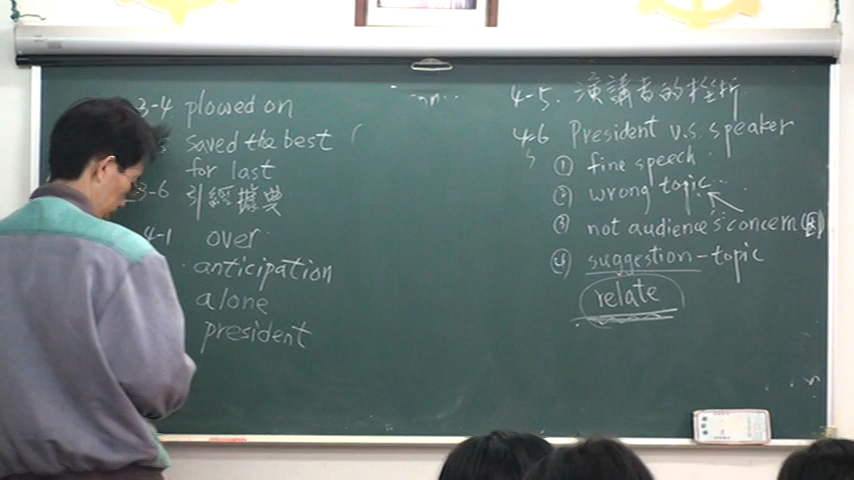 3-4 plowed on
saved the best
for last
3-6 引經據典
4-1 over
anticipation
alone
president
4-5. 演講者的挫折
4-6 President v.s. speaker
① fine speech
② wrong topic...
③ not audience's concern
④ suggestion-topic
relate